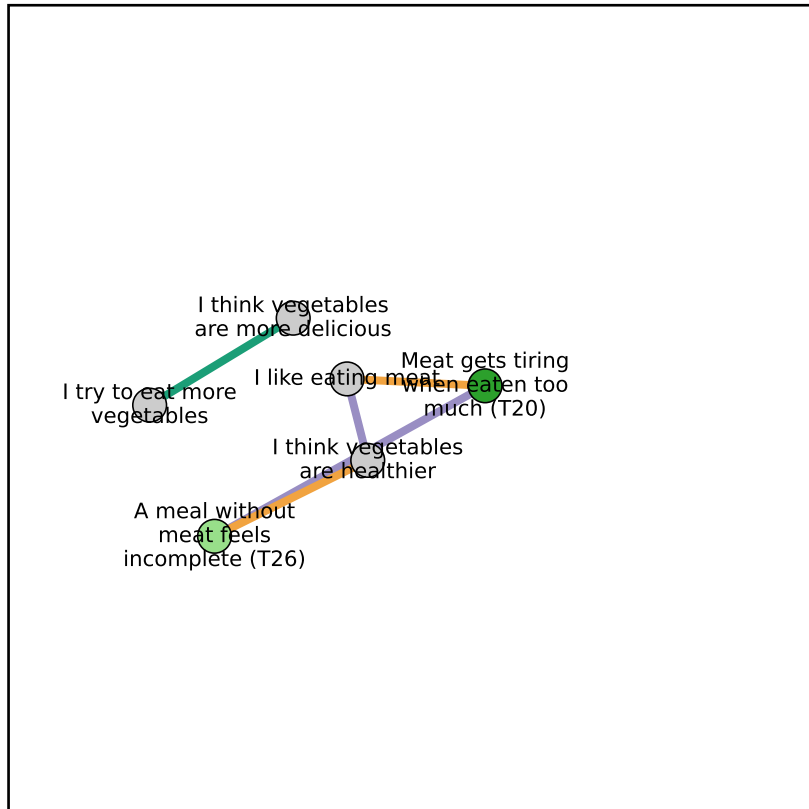 I think vegetables
are more delicious
Meat gets tiring
when eaten too
much (T20)
I like eating meat
I try to eat more
vegetables
I think vegetables
are healthier
A meal without
meat feels
incomplete (T26)